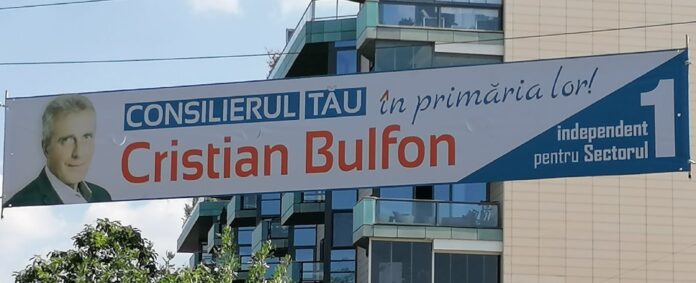 CONSILIERUL TĂU în primăria lor!
Cristian Bulfon
independent
pentru Sectorul 1